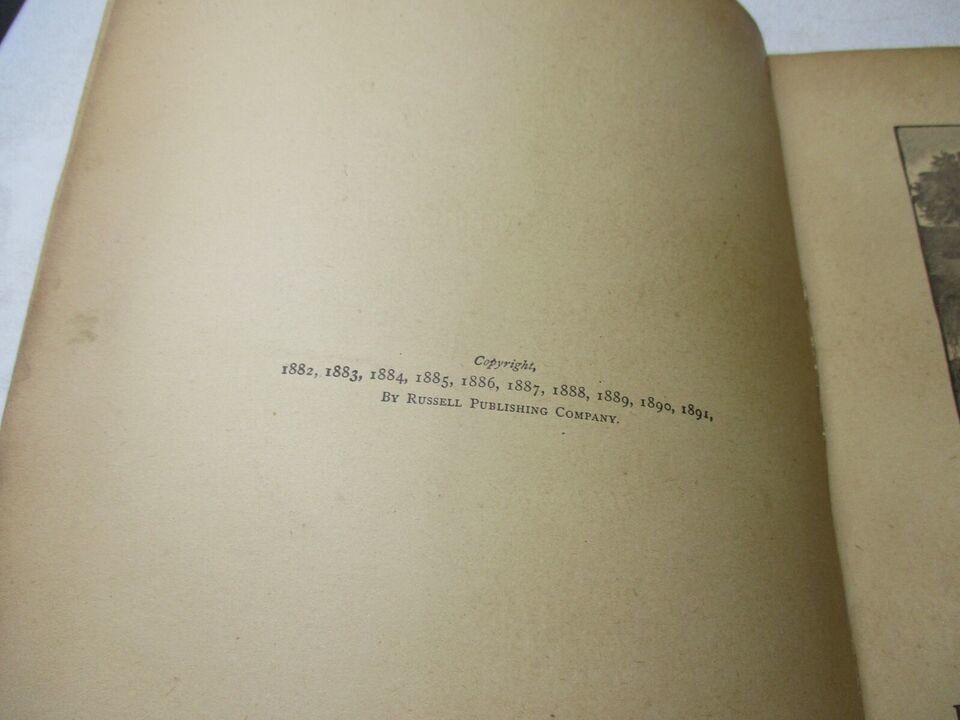 Copyright,
1882, 1883, 1884, 1885, 1886, 1887, 1888, 1889, 1890, 1891,
By Russell Publishing Company.